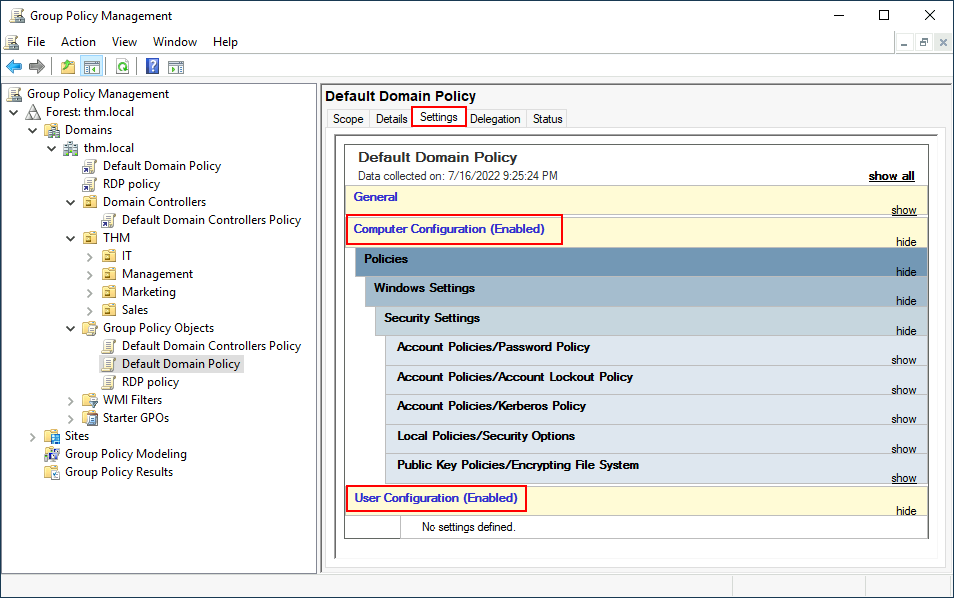 Group Policy Management
File Action View Window Help
Group Policy Management
Forest: thm.local
Domains
thm.local
Default Domain Policy
RDP policy
Domain Controllers
Default Domain Controllers Policy
THM
IT
Management
Marketing
Sales
Group Policy Objects
Default Domain Controllers Policy
Default Domain Policy
RDP policy
WMI Filters
Starter GPOs
Sites
Group Policy Modeling
Group Policy Results
Default Domain Policy
Scope Details Settings Delegation Status
Default Domain Policy
Data collected on: 7/16/2022 9:25:24 PM show all
General
show
Computer Configuration (Enabled)
hide
Policies
hide
Windows Settings
hide
Security Settings
hide
Account Policies/Password Policy
show
Account Policies/Account Lockout Policy
show
Account Policies/Kerberos Policy
show
Local Policies/Security Options
show
Public Key Policies/Encrypting File System
show
User Configuration (Enabled)
hide
No settings defined.